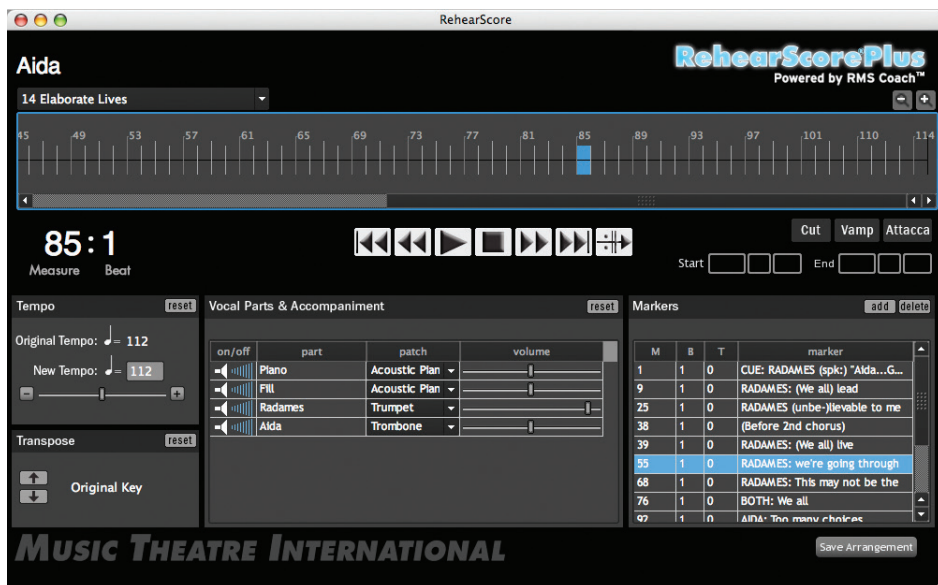 RehearScore
Aida
RehearScorePlus
Powered by RMS Coach™
14 Elaborate Lives
45 49 53 57 61 65 69 73 77 81 85 89 93 97 101 110 114
85:1
Measure Beat
Cut Vamp Attacca
Start End
Tempo reset
Original Tempo: ♩= 112
New Tempo: ♩= 112
Transpose reset
Original Key
Vocal Parts & Accompaniment reset
on/off part patch volume
Piano Acoustic Pian
Fill Acoustic Pian
Radames Trumpet
Aida Trombone
Markers add delete
M B T marker
1 1 0 CUE: RADAMES (spk:) "Aida...G...
9 1 0 RADAMES: (We all) lead
25 1 0 RADAMES (unbe-)lievable to me
38 1 0 (Before 2nd chorus)
39 1 0 RADAMES: (We all) live
55 1 0 RADAMES: we're going through
68 1 0 RADAMES: This may not be the
76 1 0 BOTH: We all
92 1 0 AIDA: Too many choices
MUSIC THEATRE INTERNATIONAL
Save Arrangement